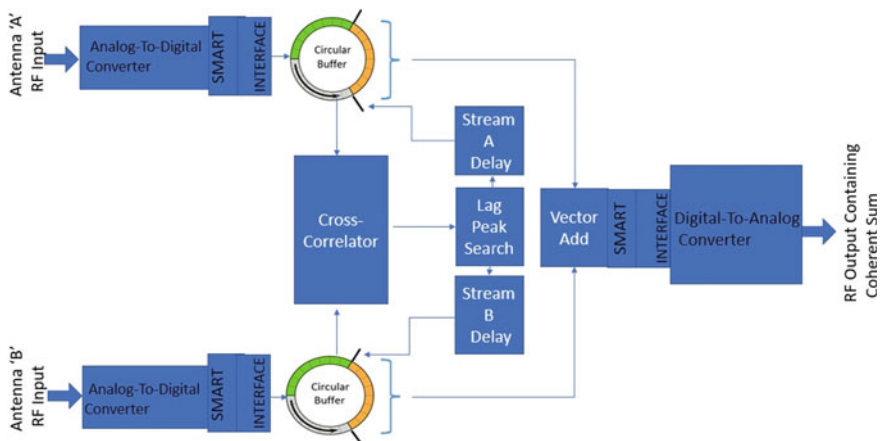 Antenna 'A'
RF Input
Analog-To-Digital
Converter
SMART
INTERFACE
Circular
Buffer
Stream
A
Delay
Cross-
Correlator
Lag
Peak
Search
Vector
Add
SMART
INTERFACE
Digital-To-Analog
Converter
RF Output Containing
Coherent Sum
Stream
B
Delay
Antenna 'B'
RF Input
Analog-To-Digital
Converter
SMART
INTERFACE
Circular
Buffer